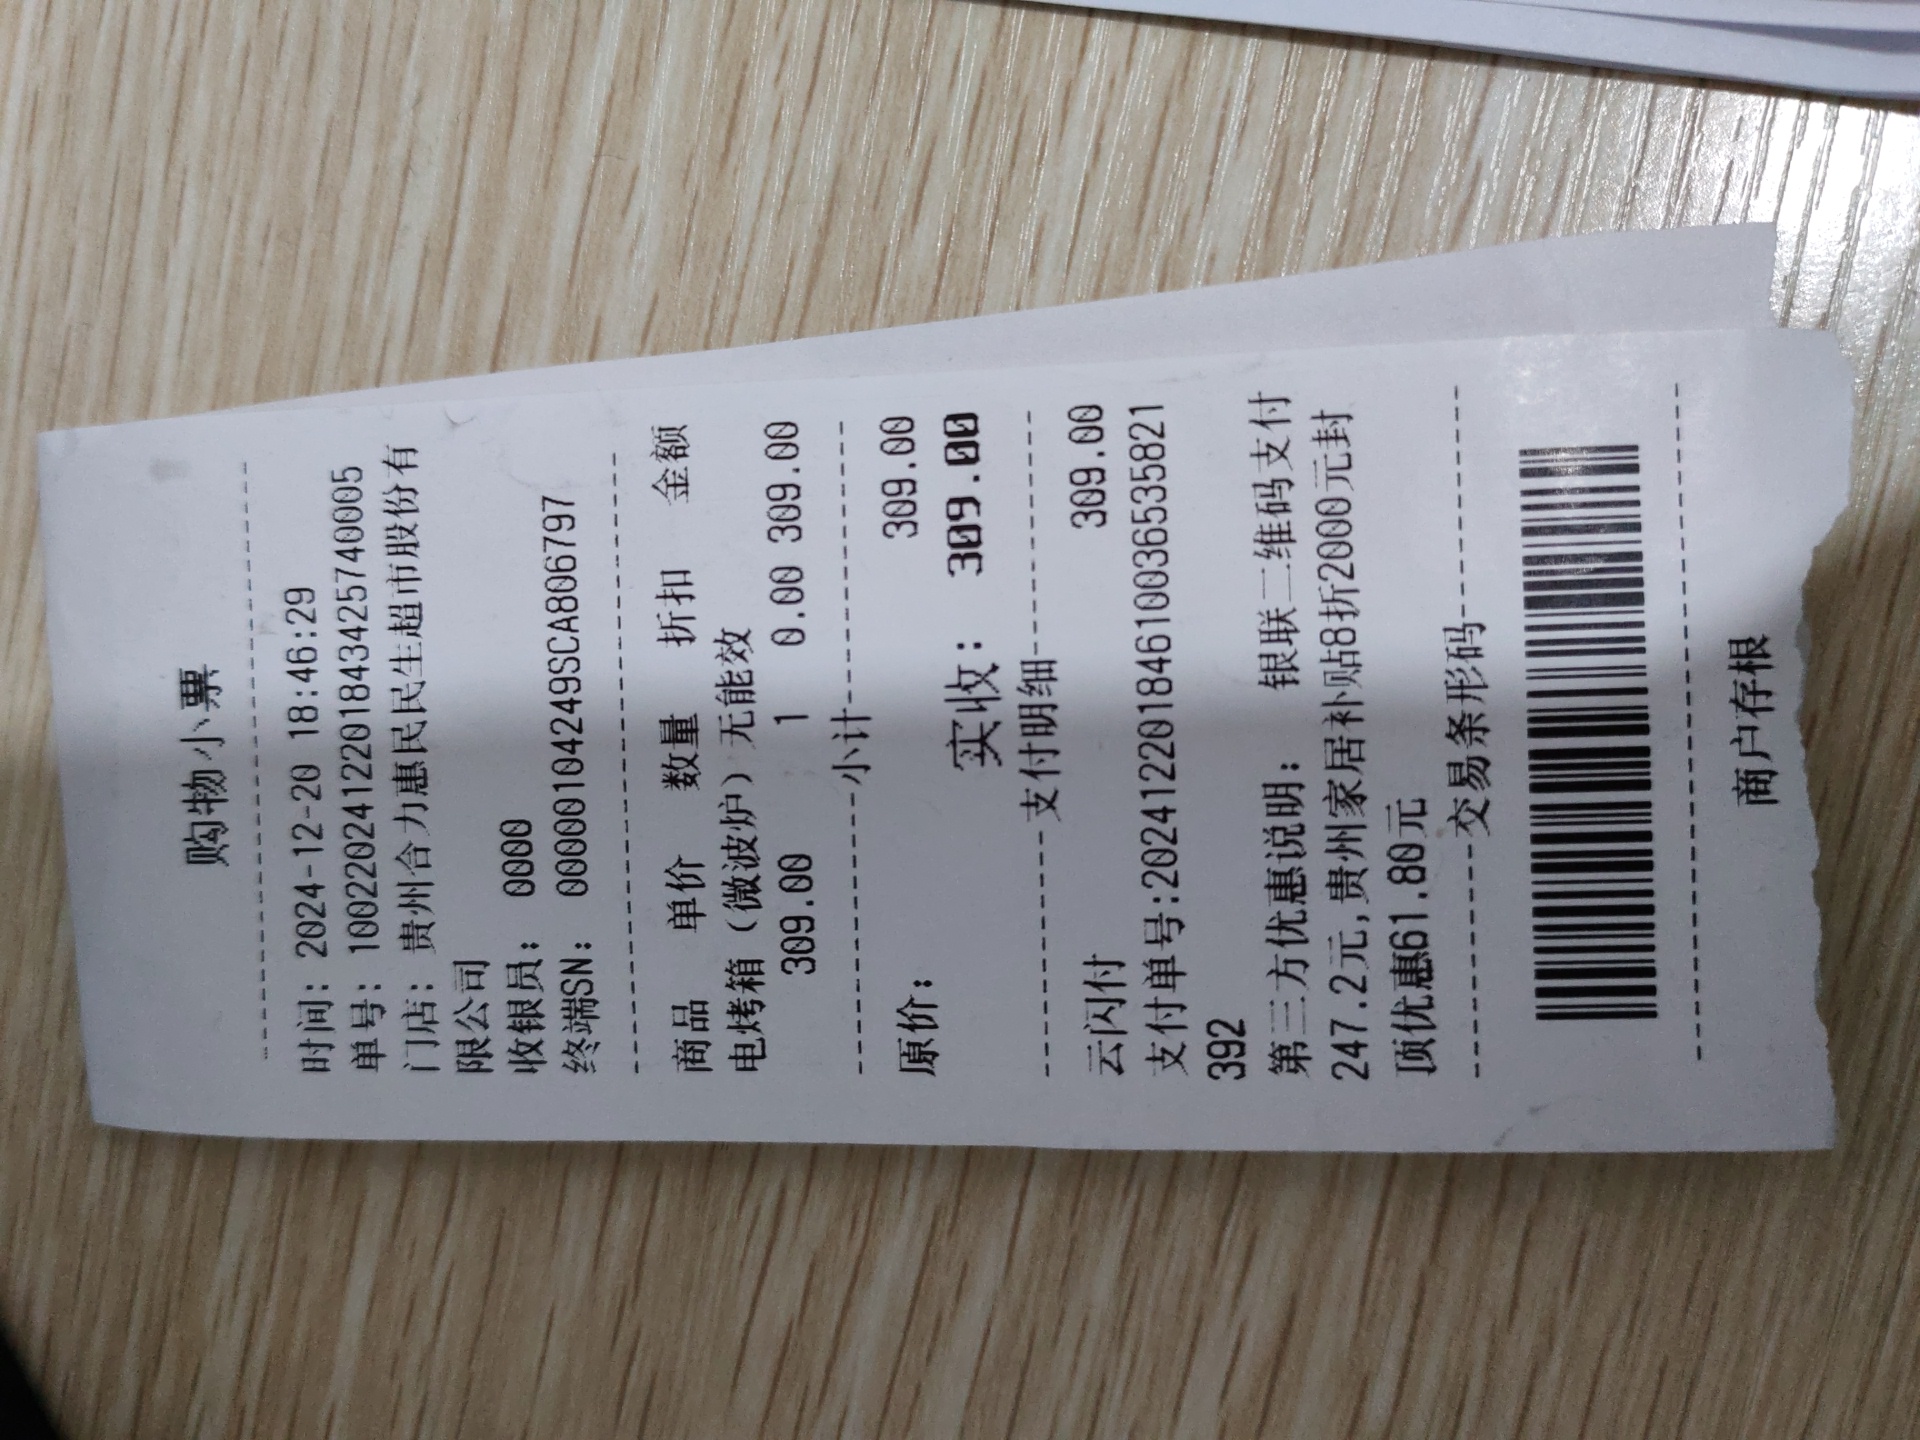 购物小票
时间: 2024-12-20 18:46:29
单号: 1002202412201843425740005
门店: 贵州合力惠民民生超市股份有
限公司
收银员: 0000
终端SN: 00000104249SCA806797
商品 单价 数量 折扣 金额
电烤箱（微波炉）无能效
309.00 1 0.00 309.00
小计
原价: 309.00
实收: 309.00
支付明细
云闪付 309.00
支付单号:20241220184610036535821
392
第三方优惠说明: 银联二维码支付
247.2元,贵州家居补贴8折2000元封
顶优惠61.80元
交易条形码
商户存根